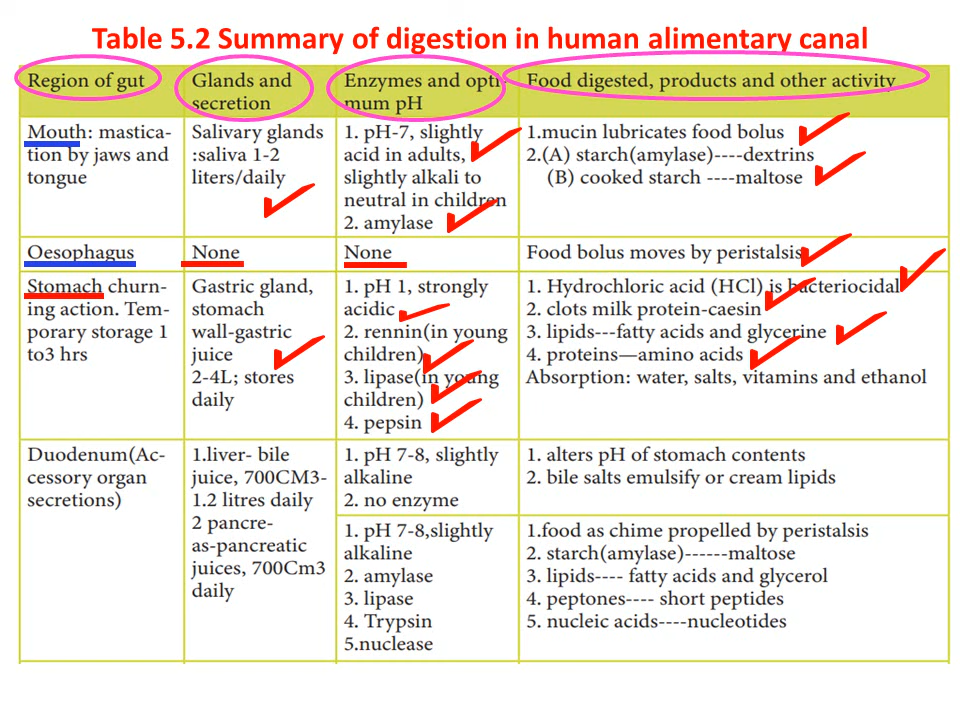 Table 5.2 Summary of digestion in human alimentary canal
Region of gut
Glands and
secretion
Enzymes and opti-
mum pH
Food digested, products and other activity
Mouth: mastica-
tion by jaws and
tongue
Salivary glands
:saliva 1-2
liters/daily
1. pH-7, slightly
acid in adults,
slightly alkali to
neutral in children
2. amylase
1.mucin lubricates food bolus
2.(A) starch(amylase)----dextrins
(B) cooked starch ----maltose
Oesophagus
None
None
Food bolus moves by peristalsis
Stomach churn-
ing action. Tem-
porary storage 1
to3 hrs
Gastric gland,
stomach
wall-gastric
juice
2-4L; stores
daily
1. pH 1, strongly
acidic
2. rennin(in young
children)
3. lipase(in young
children)
4. pepsin
1. Hydrochloric acid (HCl) is bacteriocidal
2. clots milk protein-caesin
3. lipids---fatty acids and glycerine
4. proteins—amino acids
Absorption: water, salts, vitamins and ethanol
Duodenum(Ac-
cessory organ
secretions)
1.liver- bile
juice, 700CM3-
1.2 litres daily
2 pancre-
as-pancreatic
juices, 700Cm3
daily
1. pH 7-8, slightly
alkaline
2. no enzyme
1. alters pH of stomach contents
2. bile salts emulsify or cream lipids
1. pH 7-8,slightly
alkaline
2. amylase
3. lipase
4. Trypsin
5.nuclease
1.food as chime propelled by peristalsis
2. starch(amylase)------maltose
3. lipids---- fatty acids and glycerol
4. peptones---- short peptides
5. nucleic acids----nucleotides